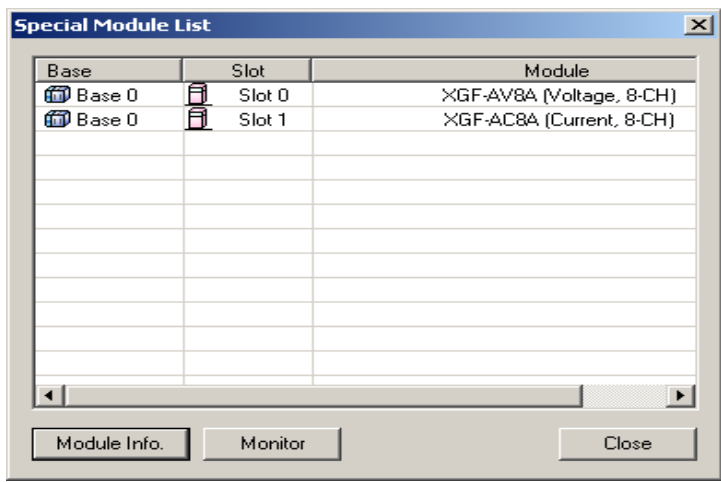 Special Module List
Base Slot Module
Base 0 Slot 0 XGF-AV8A (Voltage, 8-CH)
Base 0 Slot 1 XGF-AC8A (Current, 8-CH)
Module Info. Monitor Close